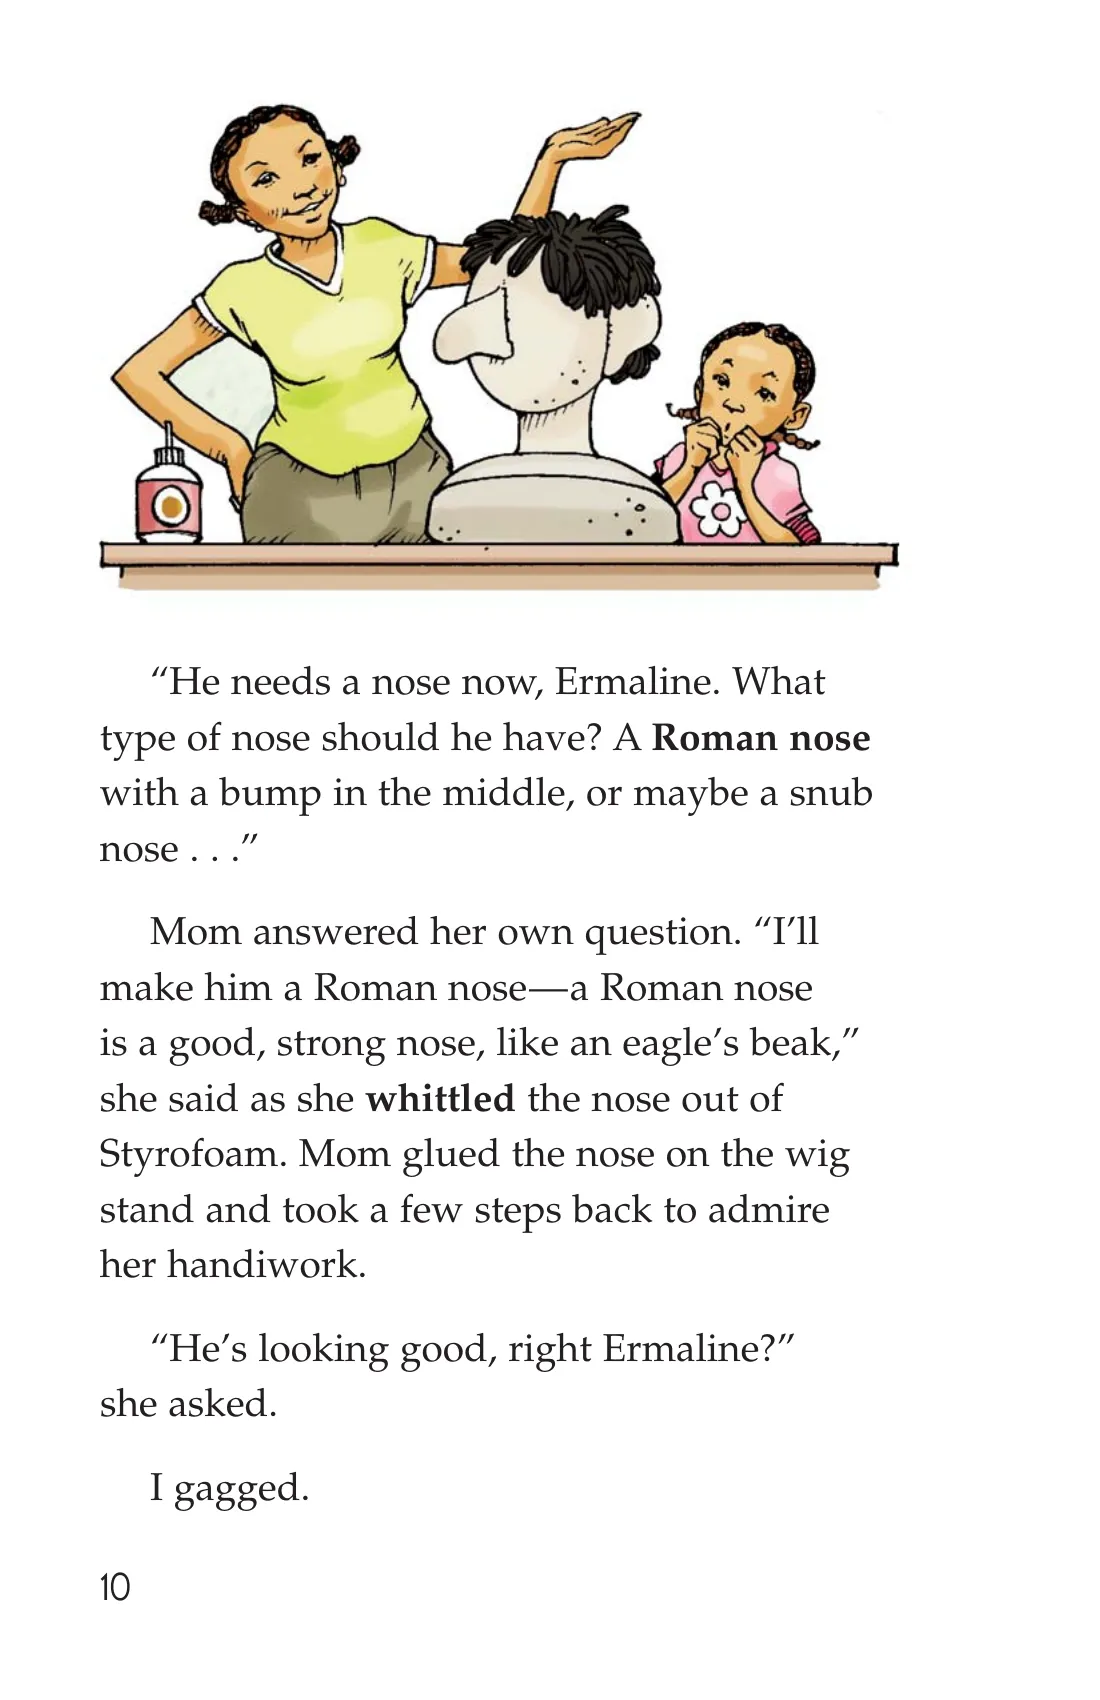 “He needs a nose now, Ermaline. What
type of nose should he have? A Roman nose
with a bump in the middle, or maybe a snub
nose . . .”
Mom answered her own question. “I’ll
make him a Roman nose—a Roman nose
is a good, strong nose, like an eagle’s beak,”
she said as she whittled the nose out of
Styrofoam. Mom glued the nose on the wig
stand and took a few steps back to admire
her handiwork.
“He’s looking good, right Ermaline?”
she asked.
I gagged.
10